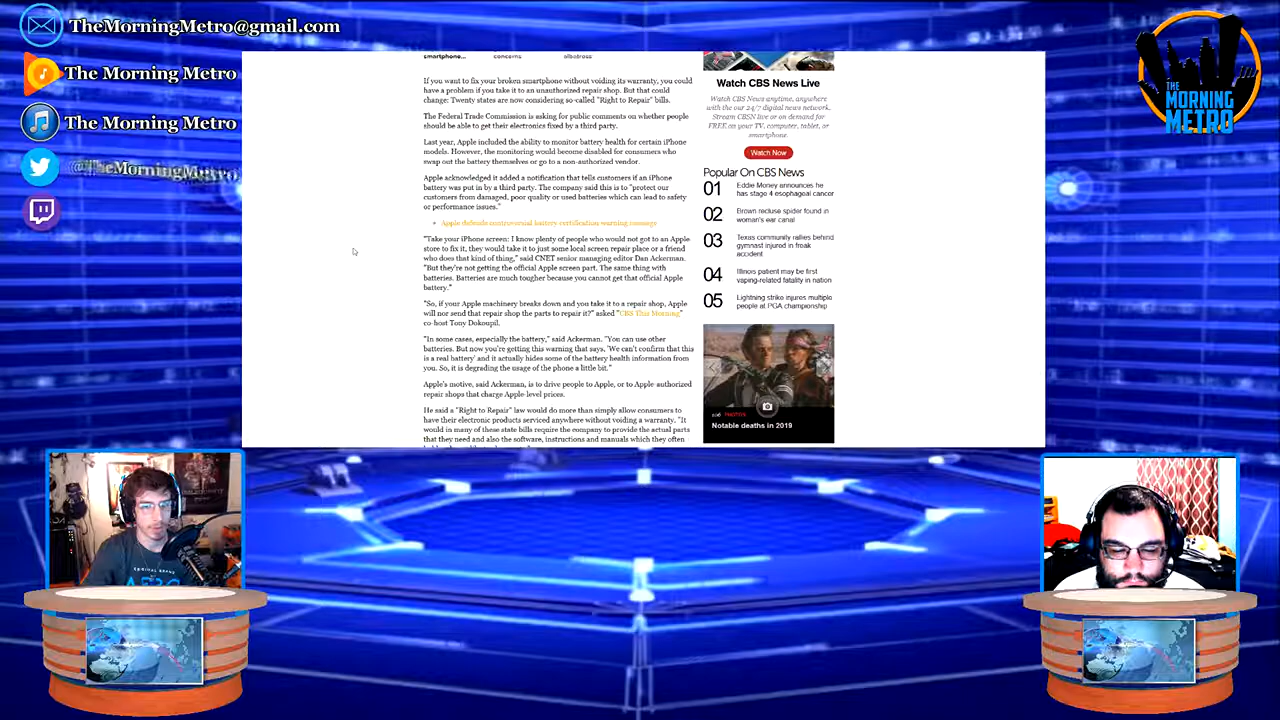 TheMorningMetro@gmail.com
The Morning Metro
The Morning Metro
@TheMorningMetro
THE
MORNING
METRO
smartphone...
concerns
albatross
If you want to fix your broken smartphone without voiding its warranty, you could
have a problem if you take it to an unauthorized repair shop. But that could
change: Twenty states are now considering so-called "Right to Repair" bills.
The Federal Trade Commission is asking for public comments on whether people
should be able to get their electronics fixed by a third party.
Last year, Apple included the ability to monitor battery health for certain iPhone
models. However, the monitoring would become disabled for consumers who
swap out the battery themselves or go to a non-authorized vendor.
Apple acknowledged it added a notification that tells customers if an iPhone
battery was put in by a third party. The company said this is to "protect our
customers from damaged, poor quality or used batteries which can lead to safety
or performance issues."
Apple defends controversial battery certification warning message
"Take your iPhone screen: I know plenty of people who would not got to an Apple
store to fix it, they would take it to just some local screen repair place or a friend
who does that kind of thing," said CNET senior managing editor Dan Ackerman.
"But they're not getting the official Apple screen part. The same thing with
batteries. Batteries are much tougher because you cannot get that official Apple
battery."
"So, if your Apple machinery breaks down and you take it to a repair shop, Apple
will nor send that repair shop the parts to repair it?" asked "CBS This Morning"
co-host Tony Dokoupil.
"In some cases, especially the battery," said Ackerman. "You can use other
batteries. But now you're getting this warning that says, 'We can't confirm that this
is a real battery' and it actually hides some of the battery health information from
you. So, it is degrading the usage of the phone a little bit."
Apple's motive, said Ackerman, is to drive people to Apple, or to Apple-authorized
repair shops that charge Apple-level prices.
He said a "Right to Repair" law would do more than simply allow consumers to
have their electronic products serviced anywhere without voiding a warranty. "It
would in many of these state bills require the company to provide the actual parts
that they need and also the software, instructions and manuals which they often
Watch CBS News Live
Watch CBS News anytime, anywhere
with the our 24/7 digital news network.
Stream CBSN live or on demand for
FREE on your TV, computer, tablet, or
smartphone.
Watch Now
Popular On CBS News
01 Eddie Money announces he
has stage 4 esophageal cancer
02 Brown recluse spider found in
woman's ear canal
03 Texas community rallies behind
gymnast injured in freak
accident
04 Illinois patient may be first
vaping-related fatality in nation
05 Lightning strike injures multiple
people at PGA championship
PHOTOS
Notable deaths in 2019